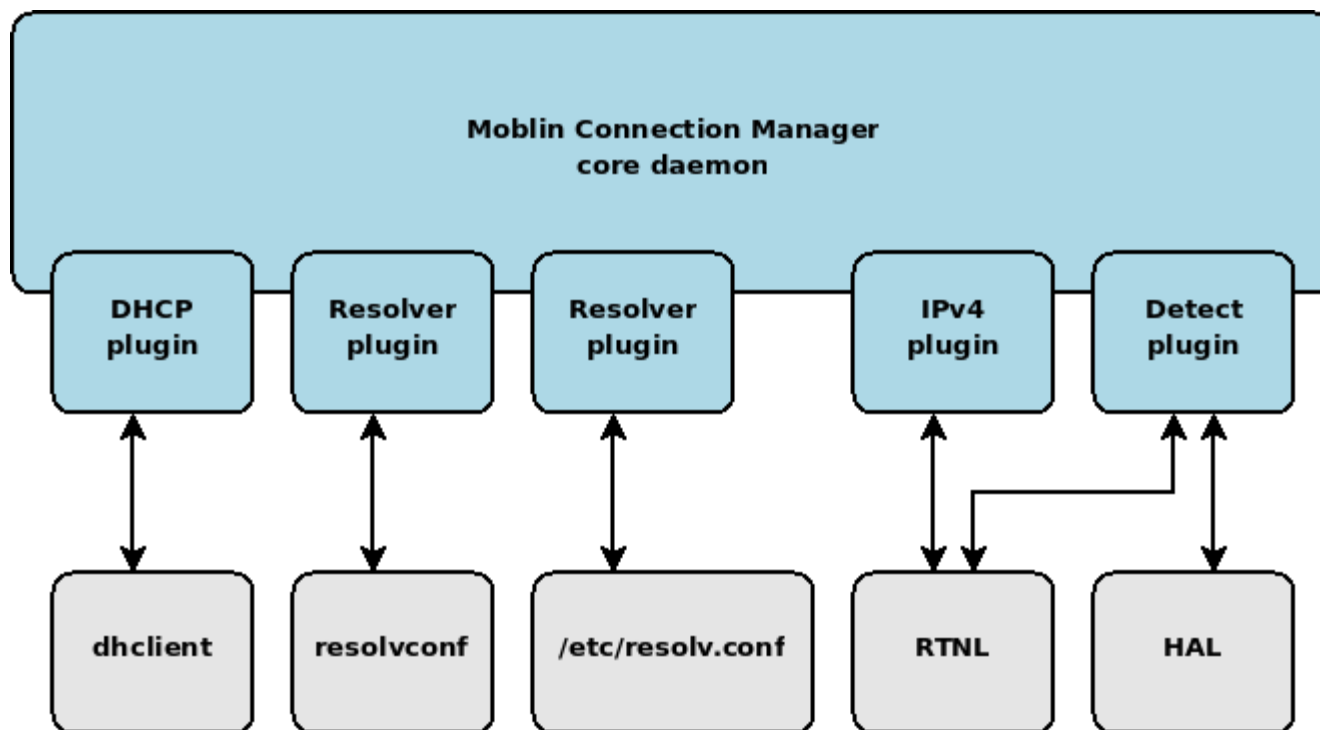 Moblin Connection Manager
core daemon
DHCP
plugin
Resolver
plugin
Resolver
plugin
IPv4
plugin
Detect
plugin
dhclient
resolvconf
/etc/resolv.conf
RTNL
HAL